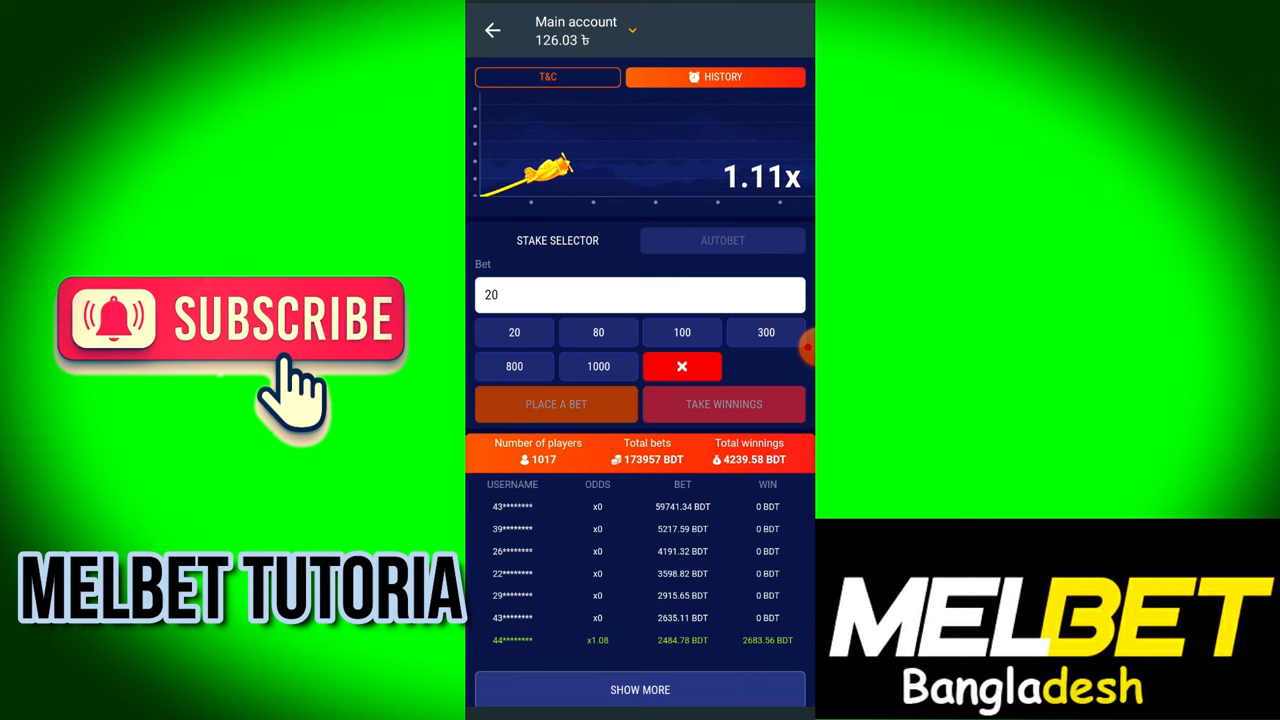 Main account
126.03 ৳
T&C
HISTORY
1.11x
STAKE SELECTOR
AUTOBET
Bet
20
20
80
100
300
800
1000
PLACE A BET
TAKE WINNINGS
Number of players
Total bets
Total winnings
1017
173957 BDT
4239.58 BDT
USERNAME ODDS BET WIN
43******** x0 59741.34 BDT 0 BDT
39******** x0 5217.59 BDT 0 BDT
26******** x0 4191.32 BDT 0 BDT
22******** x0 3598.82 BDT 0 BDT
29******** x0 2915.65 BDT 0 BDT
43******** x0 2635.11 BDT 0 BDT
44******** x1.08 2484.78 BDT 2683.56 BDT
SHOW MORE
SUBSCRIBE
MELBET TUTORIA
MELBET
Bangladesh